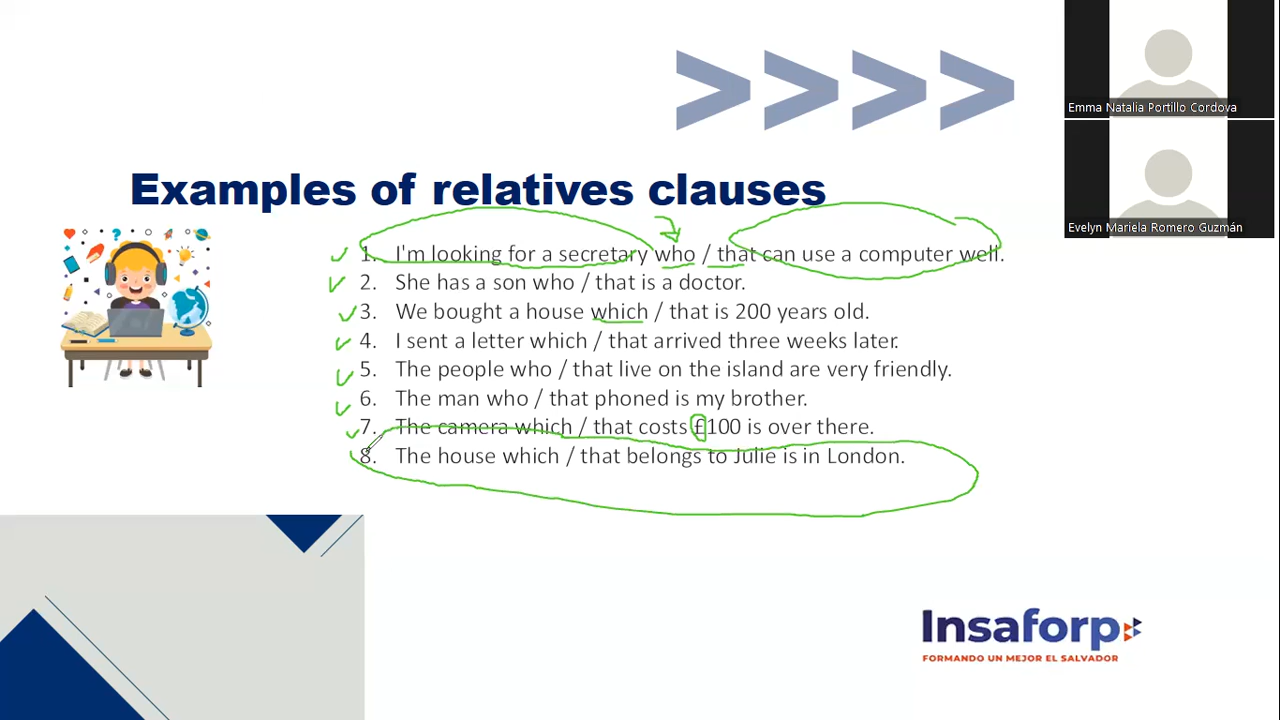 Emma Natalia Portillo Cordova
Evelyn Mariela Romero Guzmán
Examples of relatives clauses
1. I'm looking for a secretary who / that can use a computer well.
2. She has a son who / that is a doctor.
3. We bought a house which / that is 200 years old.
4. I sent a letter which / that arrived three weeks later.
5. The people who / that live on the island are very friendly.
6. The man who / that phoned is my brother.
7. The camera which / that costs £100 is over there.
8. The house which / that belongs to Julie is in London.
Insaforp
FORMANDO UN MEJOR EL SALVADOR